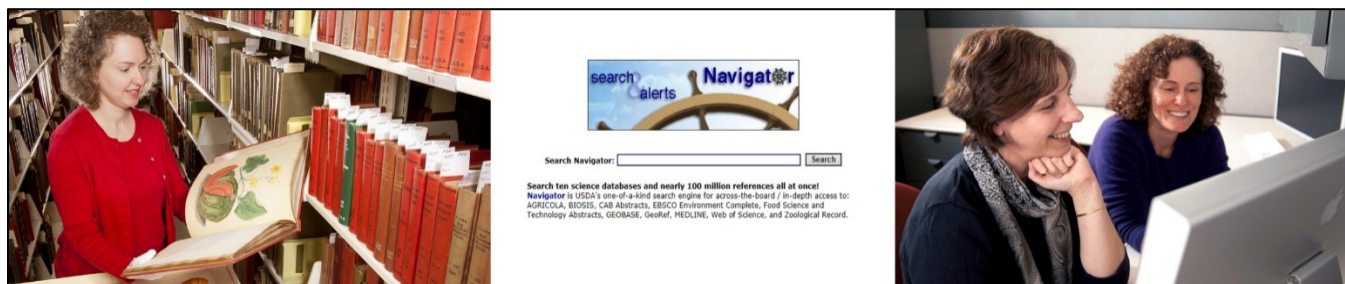 search
& alerts
Navigator
Search Navigator:
Search
Search ten science databases and nearly 100 million references all at once!
Navigator is USDA's one-of-a-kind search engine for across-the-board / in-depth access to:
AGRICOLA, BIOSIS, CAB Abstracts, EBSCO Environment Complete, Food Science and
Technology Abstracts, GEOBASE, GeoRef, MEDLINE, Web of Science, and Zoological Record.